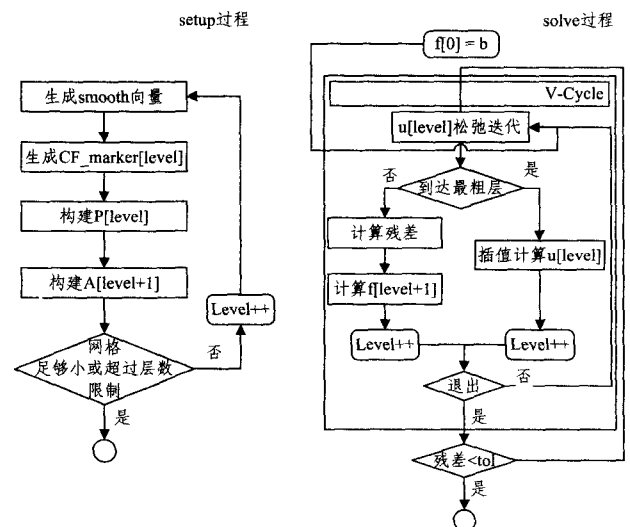 setup过程
生成smooth向量
生成CF_marker[level]
构建P[level]
构建A[level+1]
Level++
网格
足够小或超过层数
限制
否
是
solve过程
f[0] = b
V-Cycle
u[level]松弛迭代
到达最粗层
否
是
计算残差
计算f[level+1]
插值计算u[level]
Level++
Level++
退出
否
是
残差<tol
是